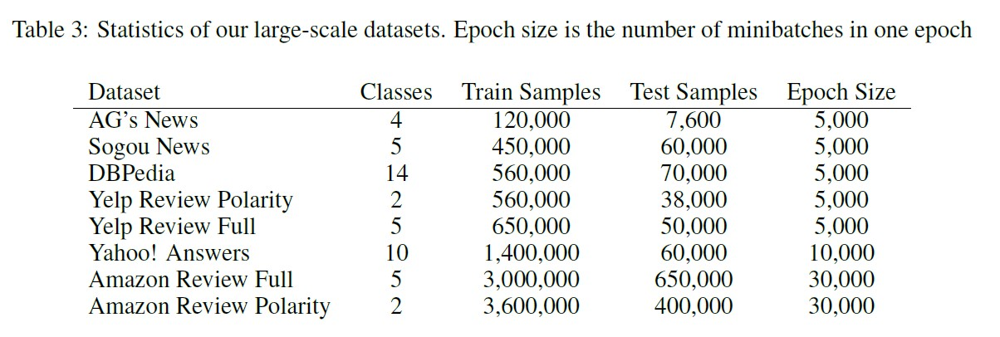 Table 3: Statistics of our large-scale datasets. Epoch size is the number of minibatches in one epoch
Dataset Classes Train Samples Test Samples Epoch Size
AG's News 4 120,000 7,600 5,000
Sogou News 5 450,000 60,000 5,000
DBPedia 14 560,000 70,000 5,000
Yelp Review Polarity 2 560,000 38,000 5,000
Yelp Review Full 5 650,000 50,000 5,000
Yahoo! Answers 10 1,400,000 60,000 10,000
Amazon Review Full 5 3,000,000 650,000 30,000
Amazon Review Polarity 2 3,600,000 400,000 30,000